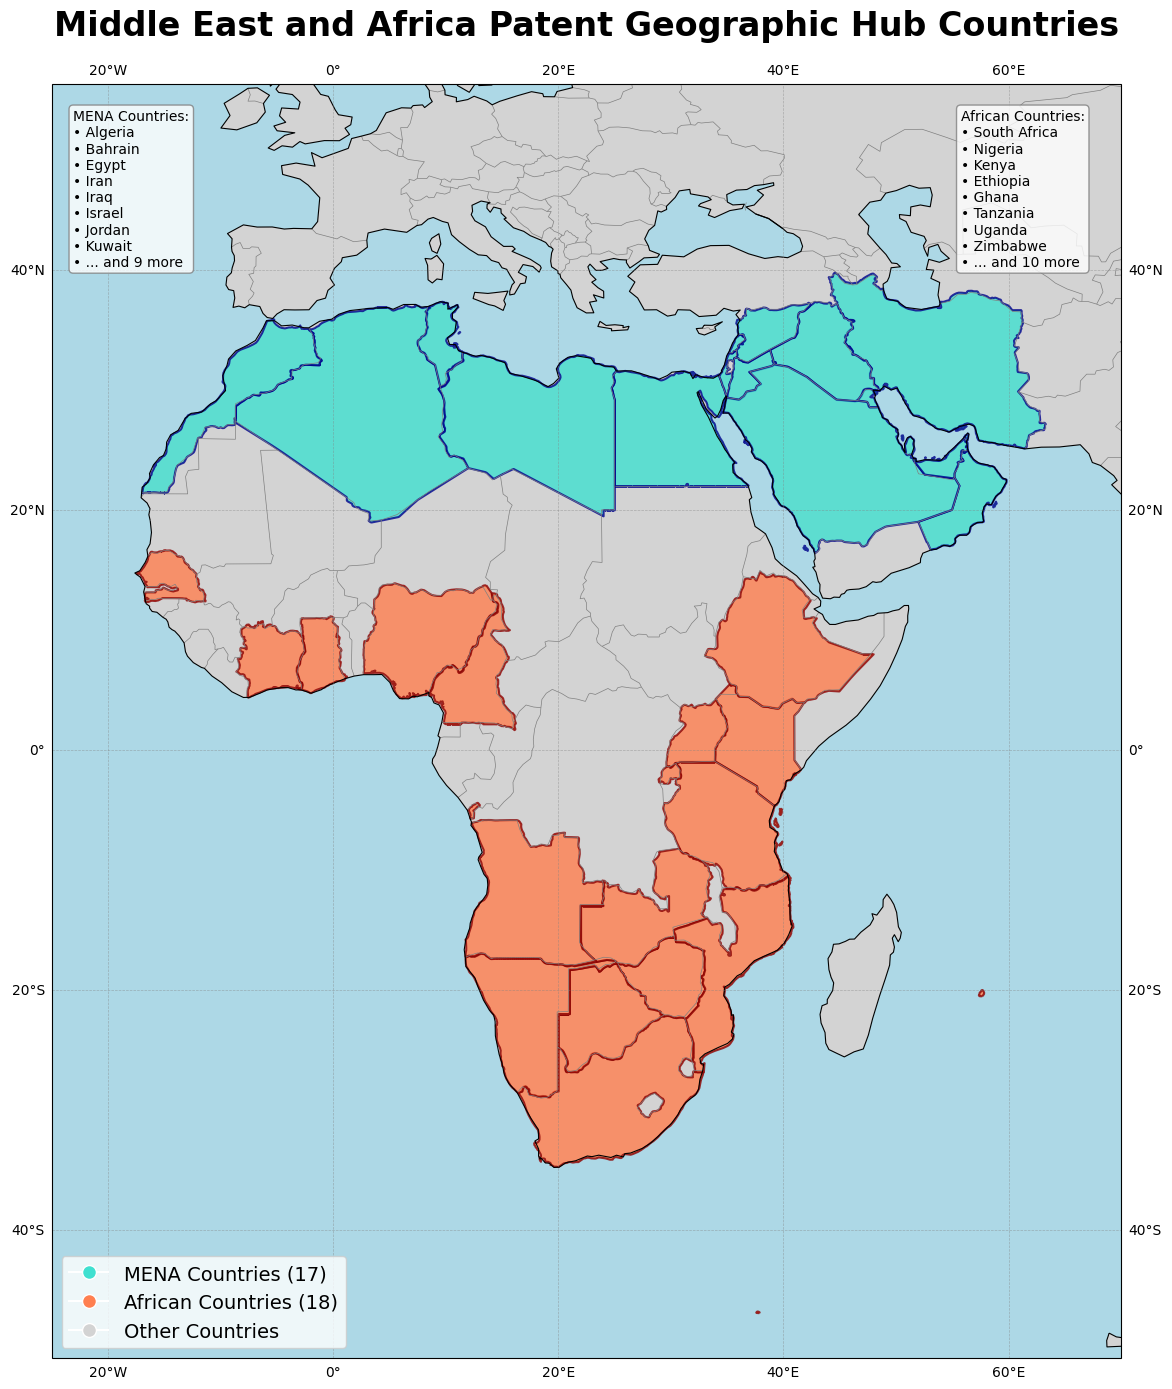 Middle East and Africa Patent Geographic Hub Countries
20°W 0° 20°E 40°E 60°E
MENA Countries:
• Algeria
• Bahrain
• Egypt
• Iran
• Iraq
• Israel
• Jordan
• Kuwait
• ... and 9 more
African Countries:
• South Africa
• Nigeria
• Kenya
• Ethiopia
• Ghana
• Tanzania
• Uganda
• Zimbabwe
• ... and 10 more
40°N 40°N
20°N 20°N
0° 0°
20°S 20°S
40°S 40°S
MENA Countries (17)
African Countries (18)
Other Countries
20°W 0° 20°E 40°E 60°E